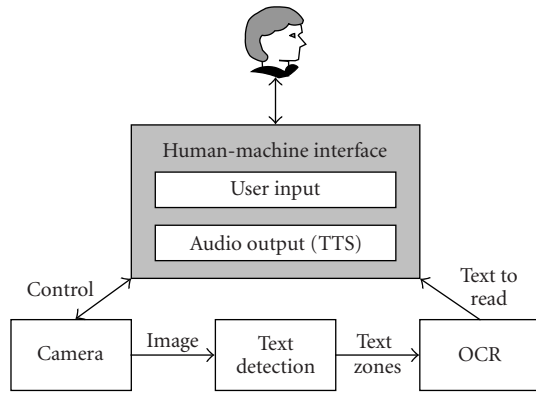 Human-machine interface
User input
Audio output (TTS)
Control
Text to
read
Camera
Image
Text
detection
Text
zones
OCR